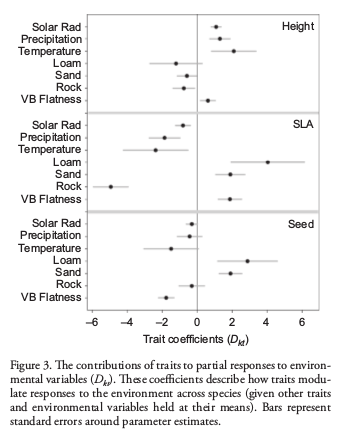 Height
Solar Rad
Precipitation
Temperature
Loam
Sand
Rock
VB Flatness
SLA
Solar Rad
Precipitation
Temperature
Loam
Sand
Rock
VB Flatness
Seed
Solar Rad
Precipitation
Temperature
Loam
Sand
Rock
VB Flatness
−6 −4 −2 0 2 4 6
Trait coefficients (Dkl)
Figure 3. The contributions of traits to partial responses to environ-
mental variables (Dkl). These coefficients describe how traits modu-
late responses to the environment across species (given other traits
and environmental variables held at their means). Bars represent
standard errors around parameter estimates.